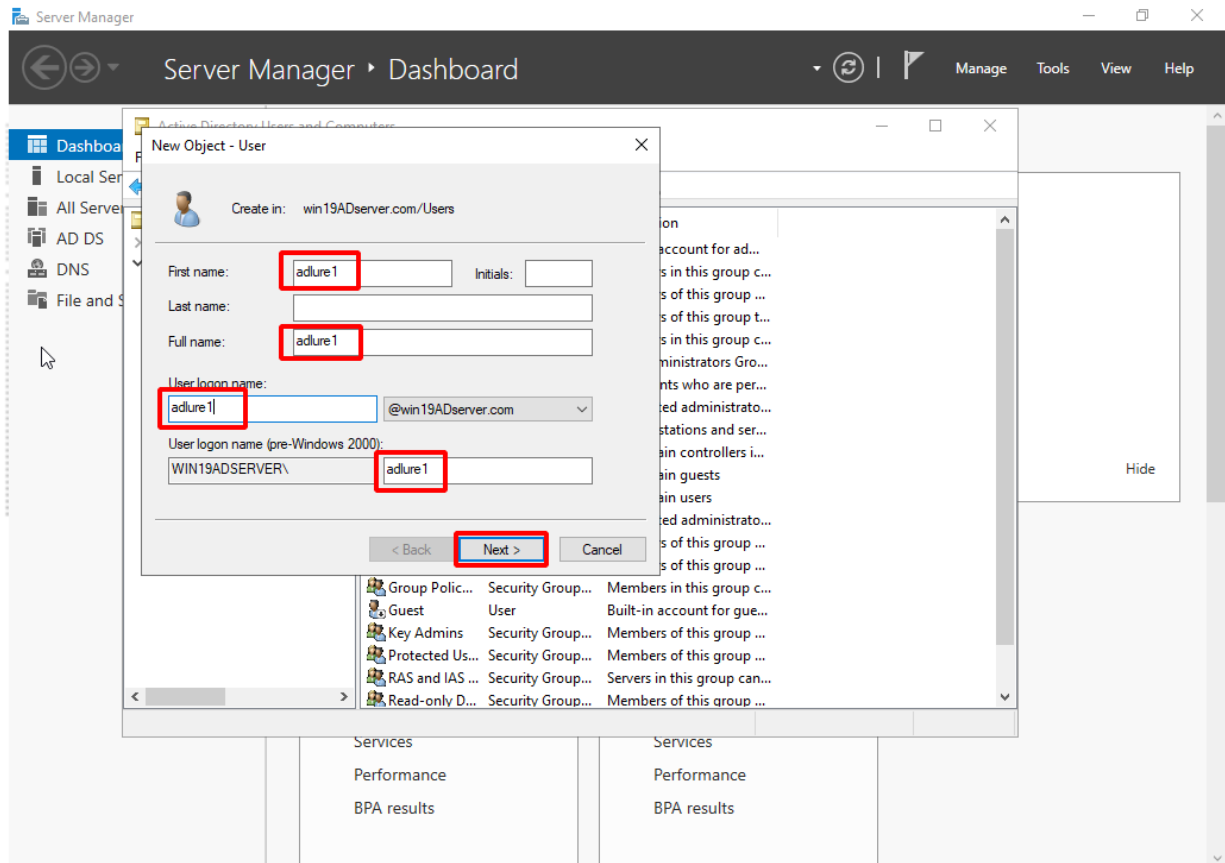 Server Manager
Server Manager ‣ Dashboard
Manage Tools View Help
Active Directory Users and Computers
Dashboa
Local Ser
All Server
AD DS
DNS
File and S
New Object - User
Create in: win19ADserver.com/Users
First name: adlure1 Initials:
Last name:
Full name: adlure1
User logon name:
adlure1 @win19ADserver.com
User logon name (pre-Windows 2000):
WIN19ADSERVER\ adlure1
< Back Next > Cancel
ion
account for ad...
s in this group c...
s of this group ...
s of this group t...
s in this group c...
ministrators Gro...
nts who are per...
ted administrato...
stations and ser...
ain controllers i...
ain guests
ain users
ted administrato...
s of this group ...
s of this group ...
Group Polic... Security Group... Members in this group c...
Guest User Built-in account for gue...
Key Admins Security Group... Members of this group ...
Protected Us... Security Group... Members of this group ...
RAS and IAS ... Security Group... Servers in this group can...
Read-only D... Security Group... Members of this group ...
Hide
Services Services
Performance Performance
BPA results BPA results